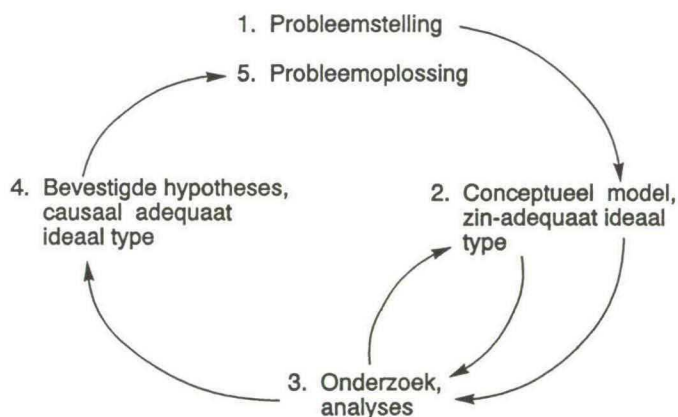 1. Probleemstelling
5. Probleemoplossing
4. Bevestigde hypotheses,
causaal adequaat
ideaal type
2. Conceptueel model,
zin-adequaat ideaal
type
3. Onderzoek,
analyses